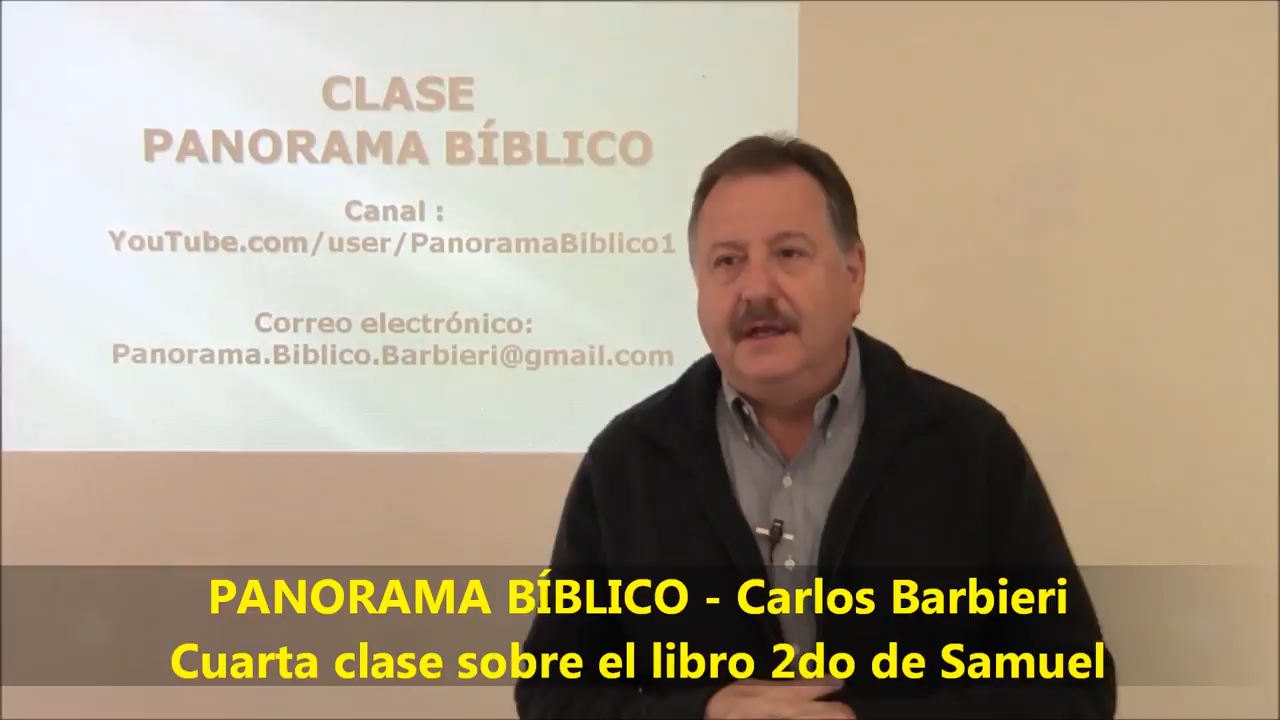 CLASE
PANORAMA BÍBLICO
Canal :
YouTube.com/user/PanoramaBiblico1
Correo electrónico:
Panorama.Biblico.Barbieri@gmail.com
PANORAMA BÍBLICO - Carlos Barbieri
Cuarta clase sobre el libro 2do de Samuel